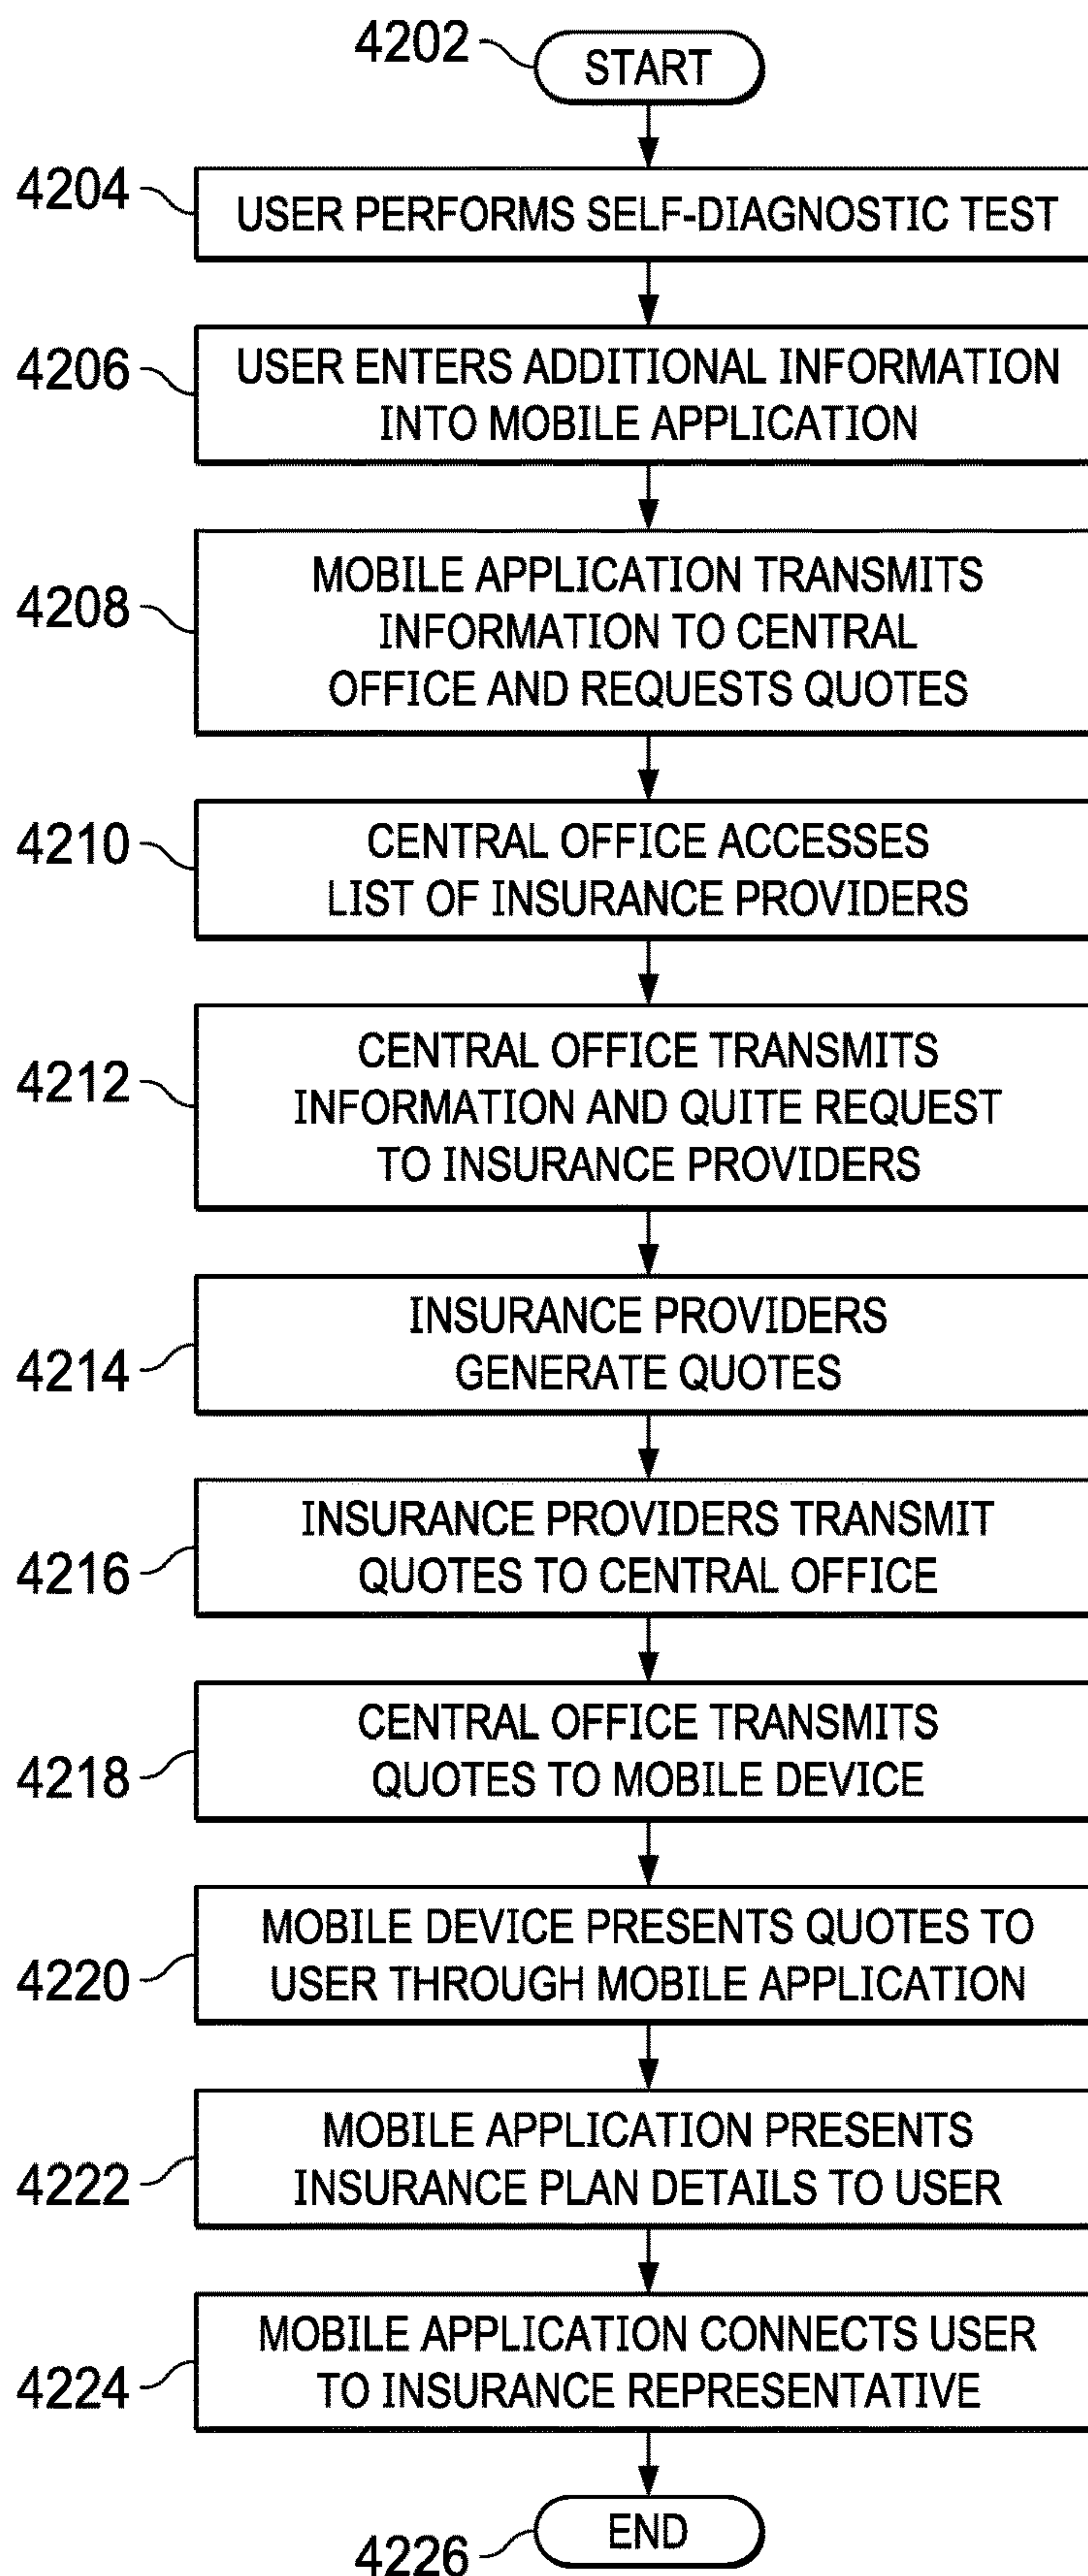 4202
START
4204
USER PERFORMS SELF-DIAGNOSTIC TEST
4206
USER ENTERS ADDITIONAL INFORMATION
INTO MOBILE APPLICATION
4208
MOBILE APPLICATION TRANSMITS
INFORMATION TO CENTRAL
OFFICE AND REQUESTS QUOTES
4210
CENTRAL OFFICE ACCESSES
LIST OF INSURANCE PROVIDERS
4212
CENTRAL OFFICE TRANSMITS
INFORMATION AND QUITE REQUEST
TO INSURANCE PROVIDERS
4214
INSURANCE PROVIDERS
GENERATE QUOTES
4216
INSURANCE PROVIDERS TRANSMIT
QUOTES TO CENTRAL OFFICE
4218
CENTRAL OFFICE TRANSMITS
QUOTES TO MOBILE DEVICE
4220
MOBILE DEVICE PRESENTS QUOTES TO
USER THROUGH MOBILE APPLICATION
4222
MOBILE APPLICATION PRESENTS
INSURANCE PLAN DETAILS TO USER
4224
MOBILE APPLICATION CONNECTS USER
TO INSURANCE REPRESENTATIVE
END
4226